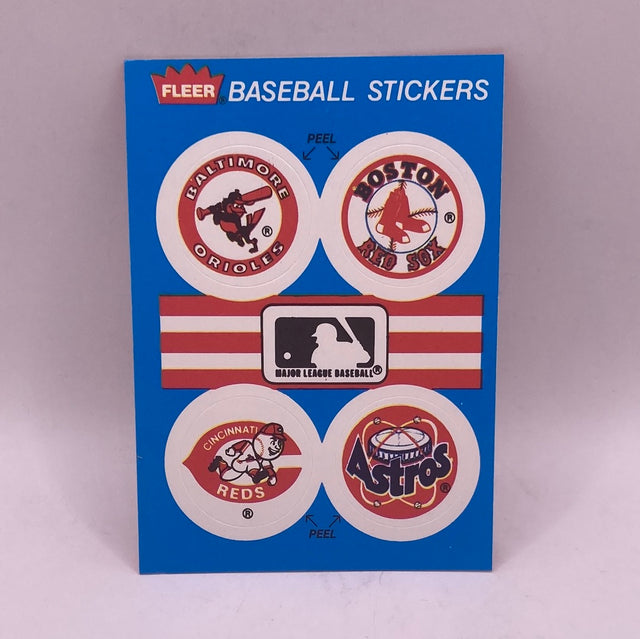 FLEER® BASEBALL STICKERS
PEEL
BALTIMORE
ORIOLES
®
BOSTON
RED SOX
®
MAJOR LEAGUE BASEBALL®
CINCINNATI
REDS
®
Astros
®
PEEL